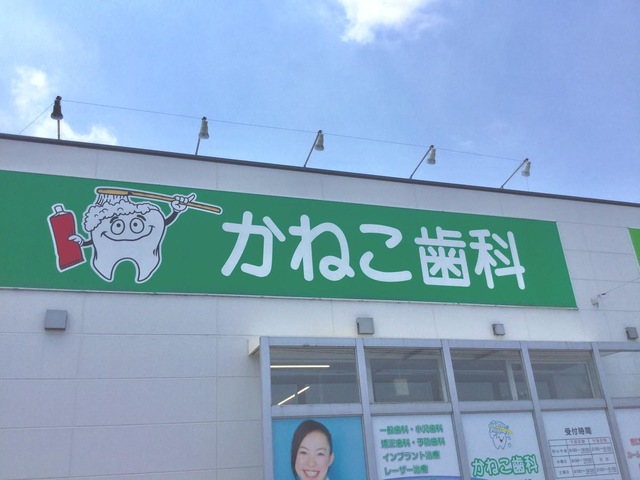 かねこ歯科
一般歯科・小児歯科
矯正歯科・予防歯科
インプラント治療
レーザー治療
かねこ歯科
受付時間